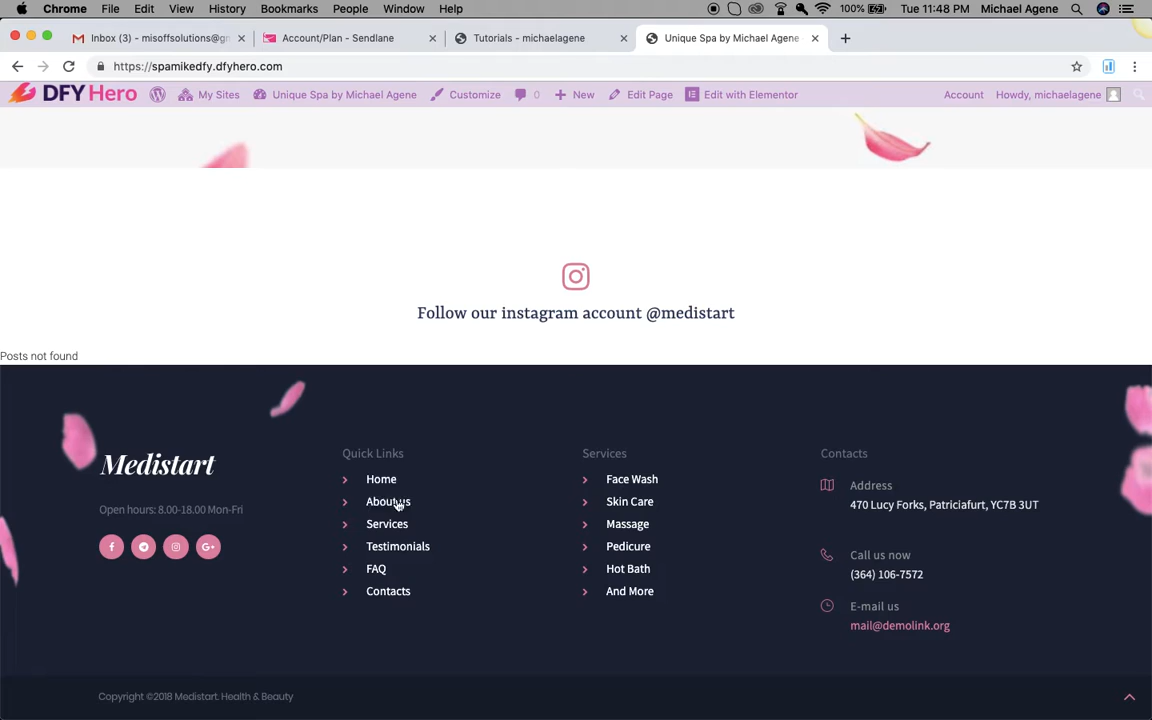 Chrome File Edit View History Bookmarks People Window Help 100% Tue 11:48 PM Michael Agene
Inbox (3) - misoffsolutions@gm
Account/Plan - Sendlane
Tutorials - michaelagene
Unique Spa by Michael Agene
https://spamikedfy.dfyhero.com
DFY Hero My Sites Unique Spa by Michael Agene Customize 0 New Edit Page Edit with Elementor Account Howdy, michaelagene
Follow our instagram account @medistart
Posts not found
Medistart
Open hours: 8.00-18.00 Mon-Fri
Quick Links
Home
About us
Services
Testimonials
FAQ
Contacts
Services
Face Wash
Skin Care
Massage
Pedicure
Hot Bath
And More
Contacts
Address
470 Lucy Forks, Patriciafurt, YC7B 3UT
Call us now
(364) 106-7572
E-mail us
mail@demolink.org
Copyright ©2018 Medistart. Health & Beauty